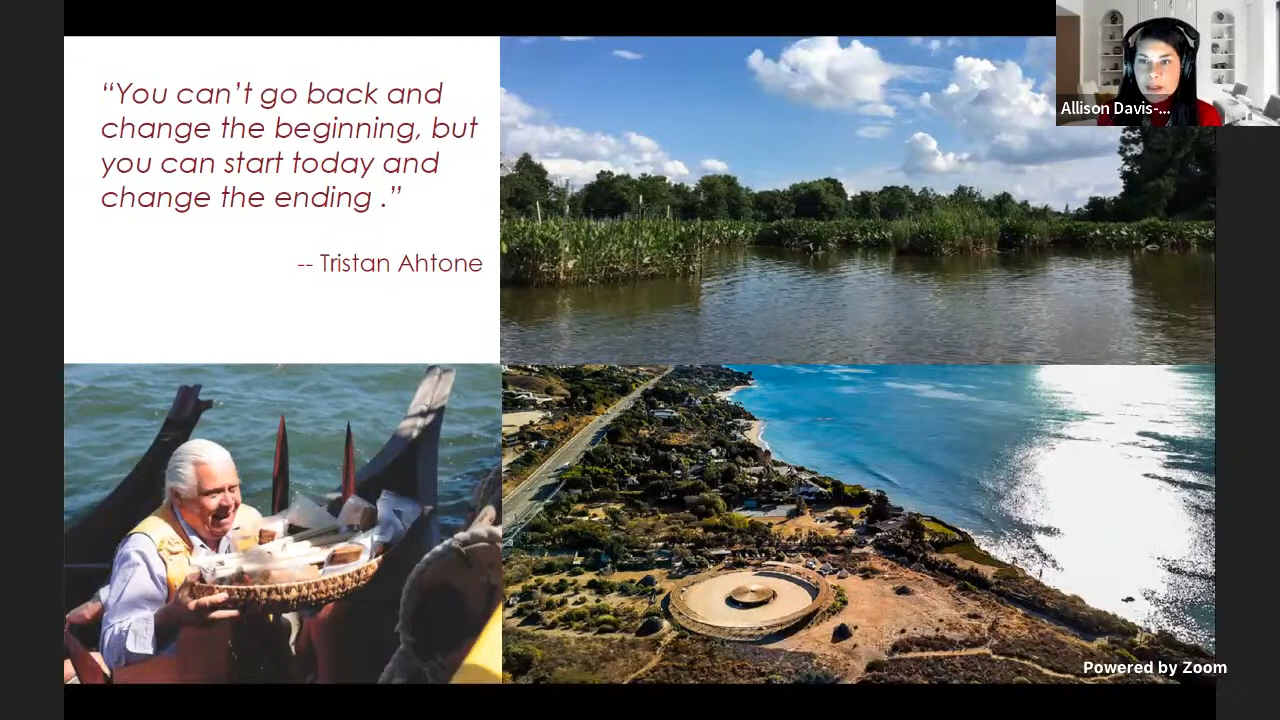 “You can’t go back and
change the beginning, but
you can start today and
change the ending .”
-- Tristan Ahtone
Allison Davis-...
Powered by Zoom